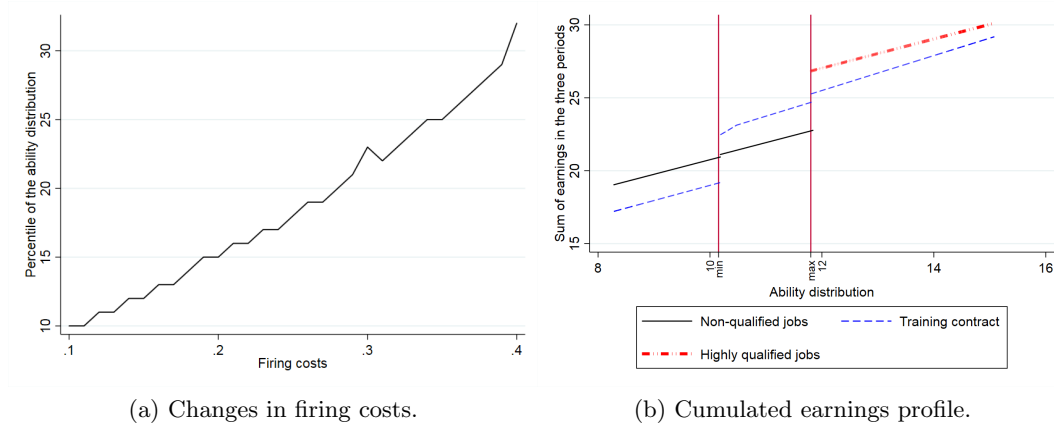 Percentile of the ability distribution
30
25
20
15
10
.1 .2 .3 .4
Firing costs
(a) Changes in firing costs.
Sum of earnings in the three periods
30
25
20
15
8 10 12 14 16
min max
Ability distribution
Non-qualified jobs Training contract
Highly qualified jobs
(b) Cumulated earnings profile.